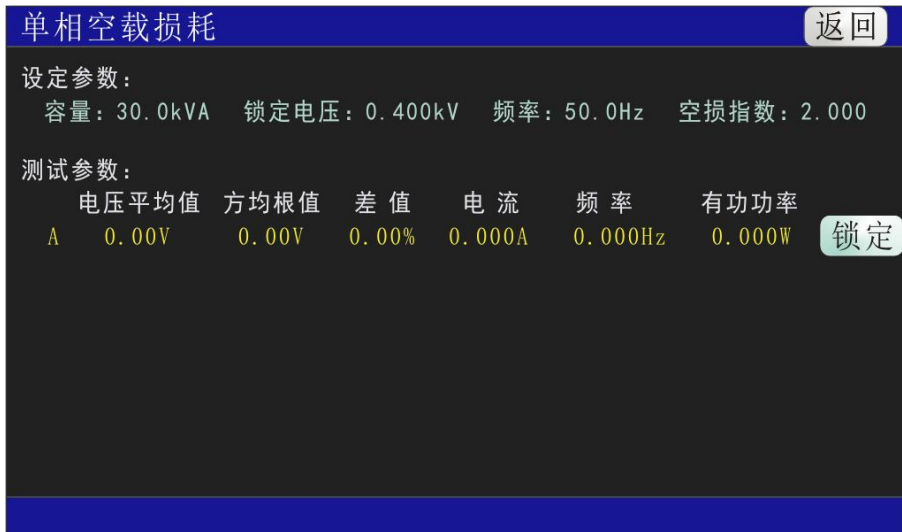 单相空载损耗 返回
设定参数:
容量: 30.0kVA 锁定电压: 0.400kV 频率: 50.0Hz 空损指数: 2.000
测试参数:
电压平均值 方均根值 差 值 电 流 频 率 有功功率
A 0.00V 0.00V 0.00% 0.000A 0.000Hz 0.000W 锁定